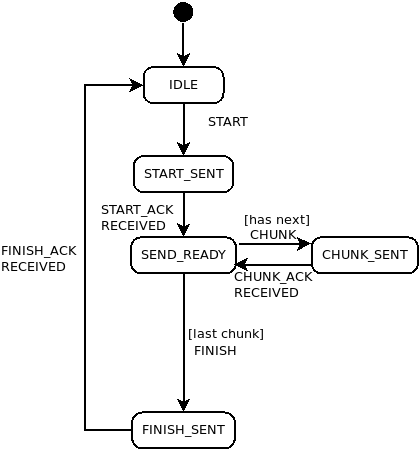 IDLE
START
START_SENT
START_ACK
RECEIVED
[has next]
CHUNK
SEND_READY
CHUNK_SENT
FINISH_ACK
RECEIVED
CHUNK_ACK
RECEIVED
[last chunk]
FINISH
FINISH_SENT